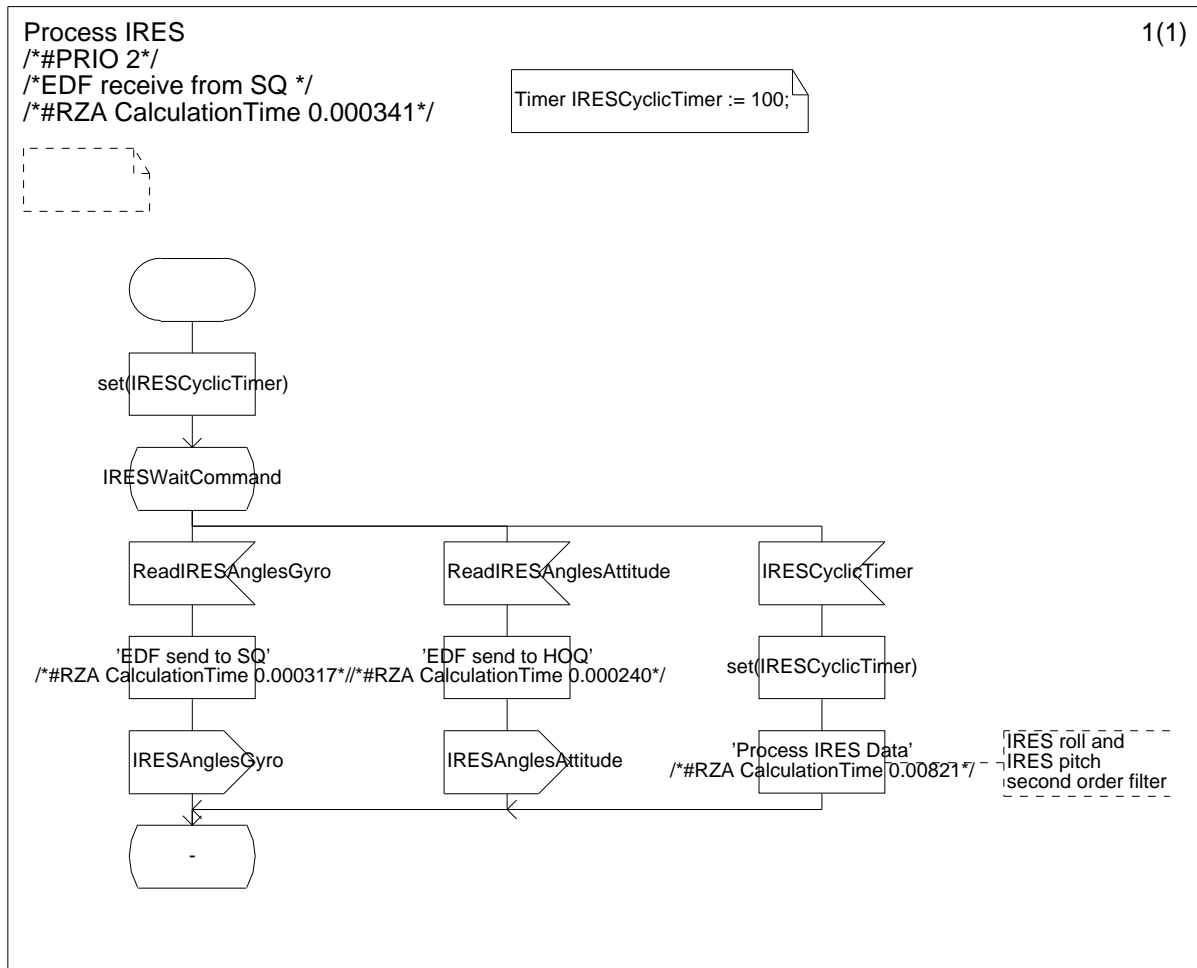 Process IRES
1(1)
/*#PRIO 2*/
/*EDF receive from SQ */
/*#RZA CalculationTime 0.000341*/
Timer IRESCyclicTimer := 100;
set(IRESCyclicTimer)
IRESWaitCommand
ReadIRESAnglesGyro
ReadIRESAnglesAttitude
IRESCyclicTimer
'EDF send to SQ'
/*#RZA CalculationTime 0.000317*/
'EDF send to HOQ'
/*#RZA CalculationTime 0.000240*/
set(IRESCyclicTimer)
IRESAnglesGyro
IRESAnglesAttitude
'Process IRES Data'
/*#RZA CalculationTime 0.00821*/
IRES roll and
IRES pitch
second order filter
-